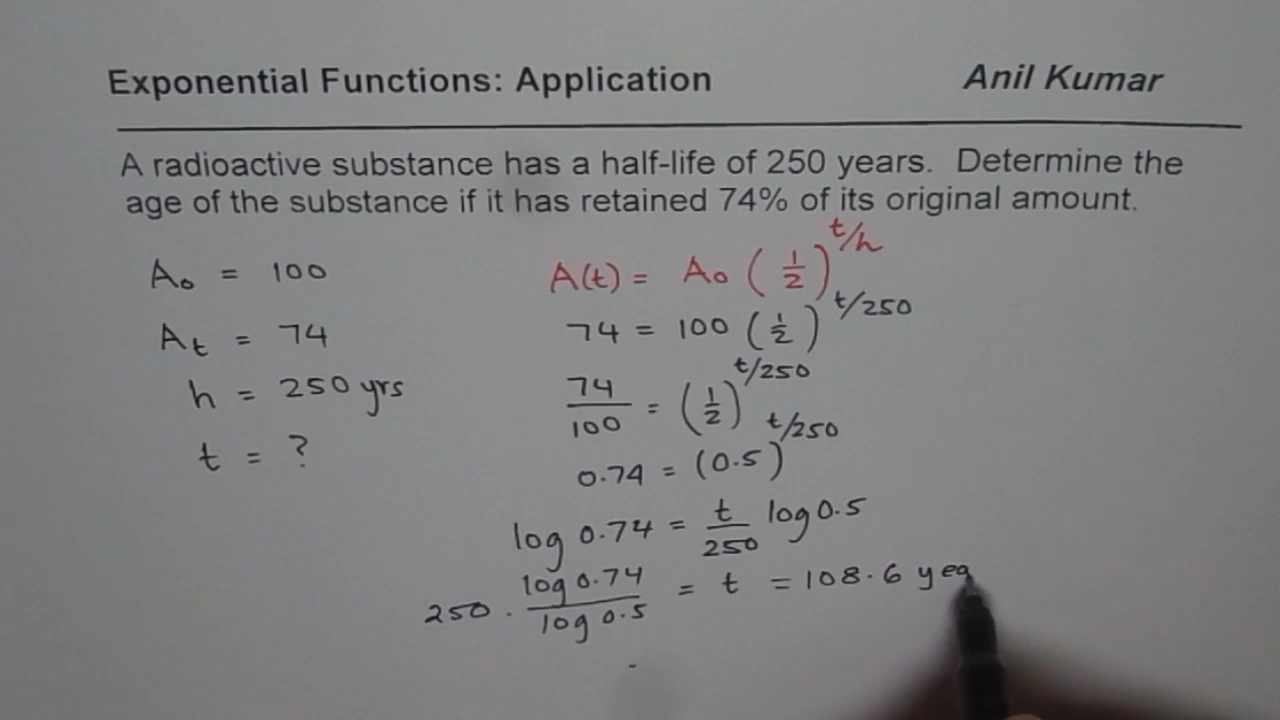 Exponential Functions: Application Anil Kumar
A radioactive substance has a half-life of 250 years. Determine the
age of the substance if it has retained 74% of its original amount.
A₀ = 100
Aₜ = 74
h = 250 yrs
t = ?
A(t) = A₀ (1/2)^(t/h)
74 = 100 (1/2)^(t/250)
74/100 = (1/2)^(t/250)
0.74 = (0.5)^(t/250)
log 0.74 = t/250 log 0.5
250 · log 0.74/log 0.5 = t = 108.6 yea